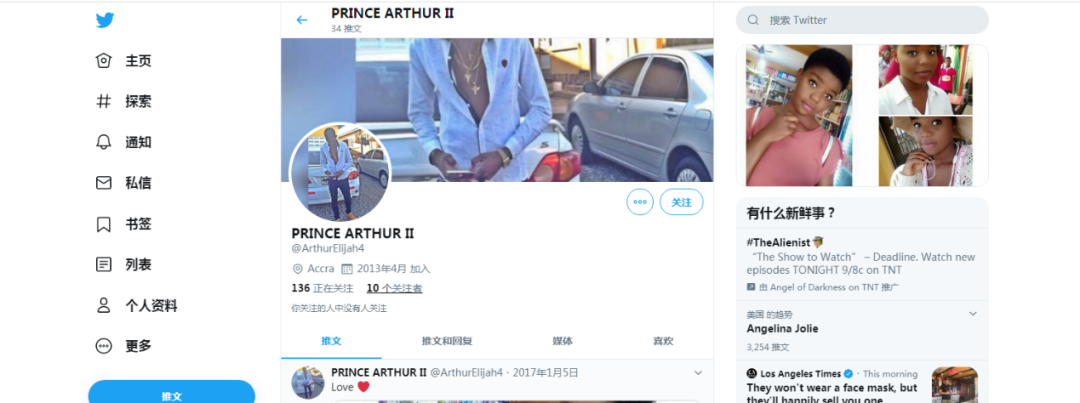 主页
探索
通知
私信
书签
列表
个人资料
更多
推文
PRINCE ARTHUR II
34 推文
关注
PRINCE ARTHUR II
@ArthurElijah4
Accra 2013年4月 加入
136 正在关注 10 个关注者
你关注的人中没有人关注
推文 推文和回复 媒体 喜欢
PRINCE ARTHUR II @ArthurElijah4 · 2017年1月5日
Love ❤️
搜索 Twitter
有什么新鲜事？
#TheAlienist
“The Show to Watch” – Deadline. Watch new
episodes TONIGHT 9/8c on TNT
由 Angel of Darkness on TNT 推广
美国 的趋势
Angelina Jolie
3,254 推文
Los Angeles Times · This morning
They won't wear a face mask, but
they'll happily sell you one